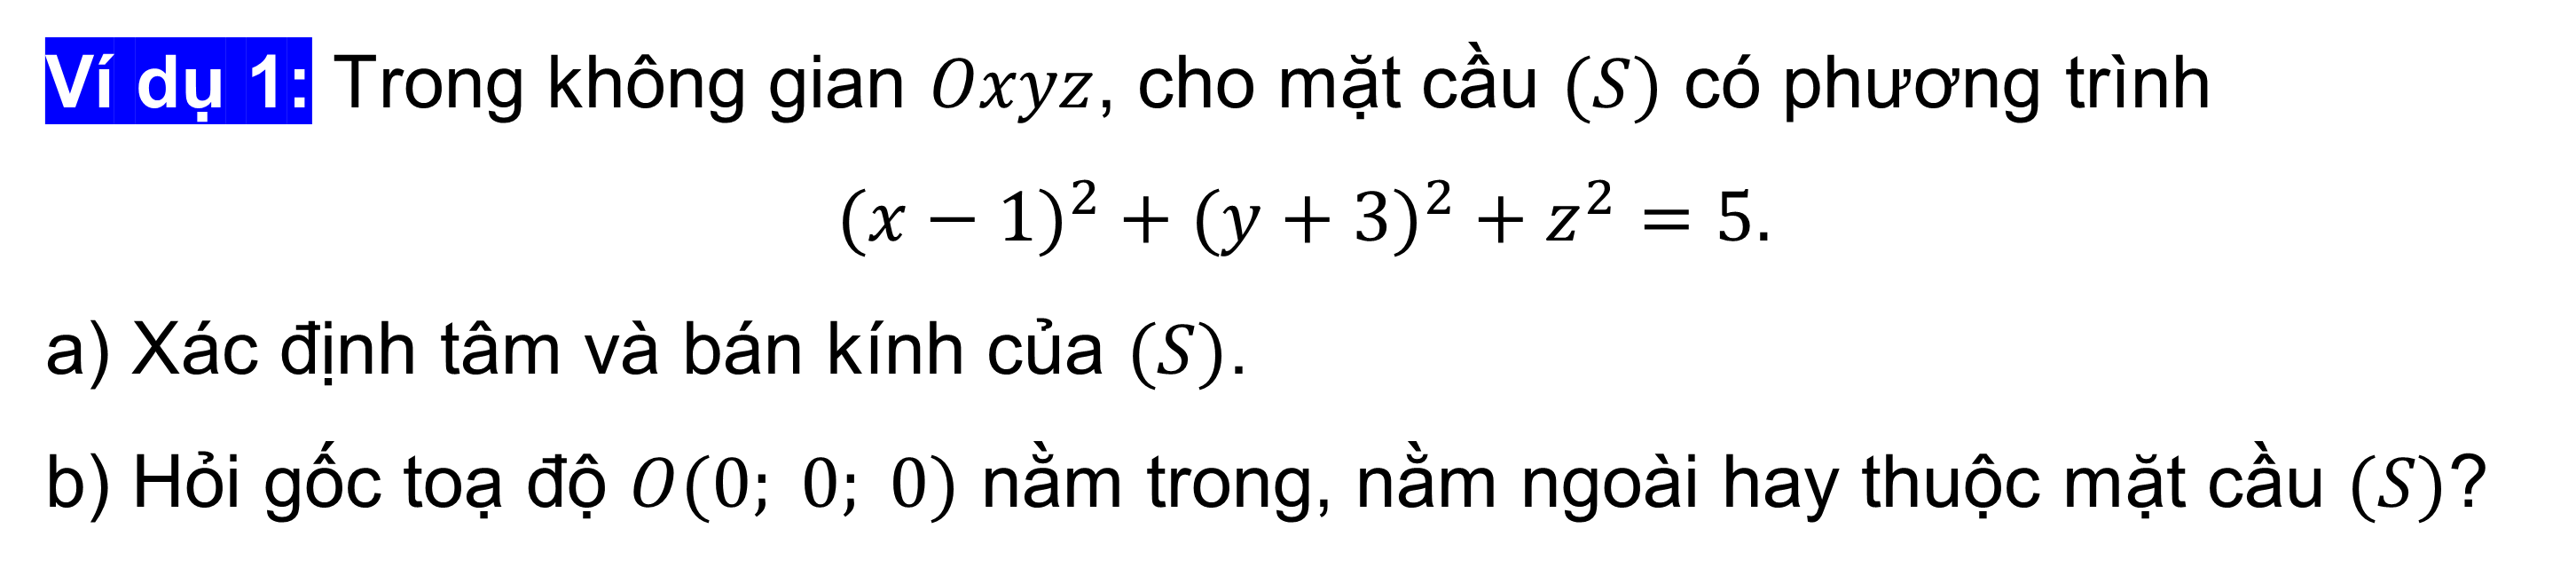 Ví dụ 1: Trong không gian Oxyz, cho mặt cầu (S) có phương trình
(x − 1)² + (y + 3)² + z² = 5.
a) Xác định tâm và bán kính của (S).
b) Hỏi gốc toạ độ O(0; 0; 0) nằm trong, nằm ngoài hay thuộc mặt cầu (S)?